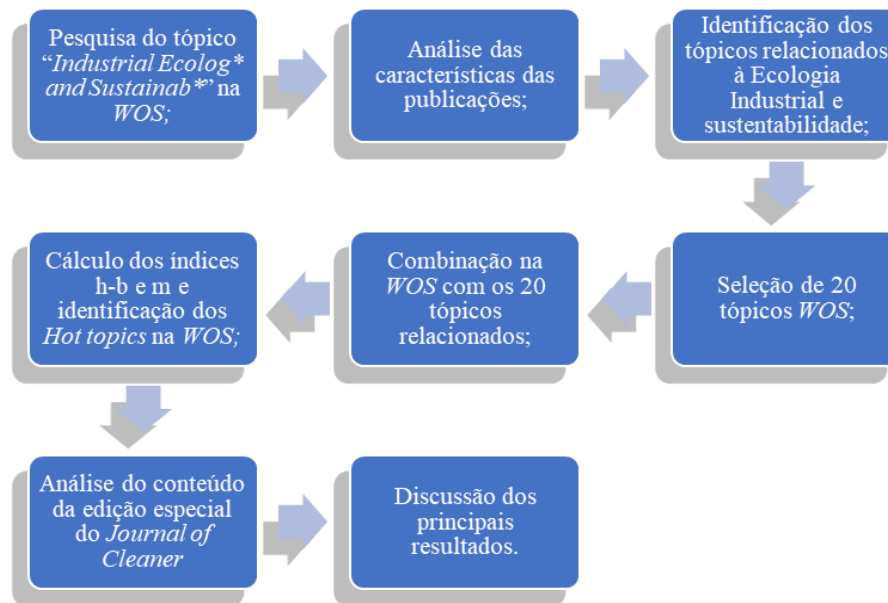 Pesquisa do tópico
“Industrial Ecolog*
and Sustainab*” na
WOS;
Análise das
características das
publicações;
Identificação dos
tópicos relacionados
à Ecologia
Industrial e
sustentabilidade;
Seleção de 20
tópicos WOS;
Combinação na
WOS com os 20
tópicos
relacionados;
Cálculo dos índices
h-b e m e
identificação dos
Hot topics na WOS;
Análise do conteúdo
da edição especial
do Journal of
Cleaner
Discussão dos
principais
resultados.